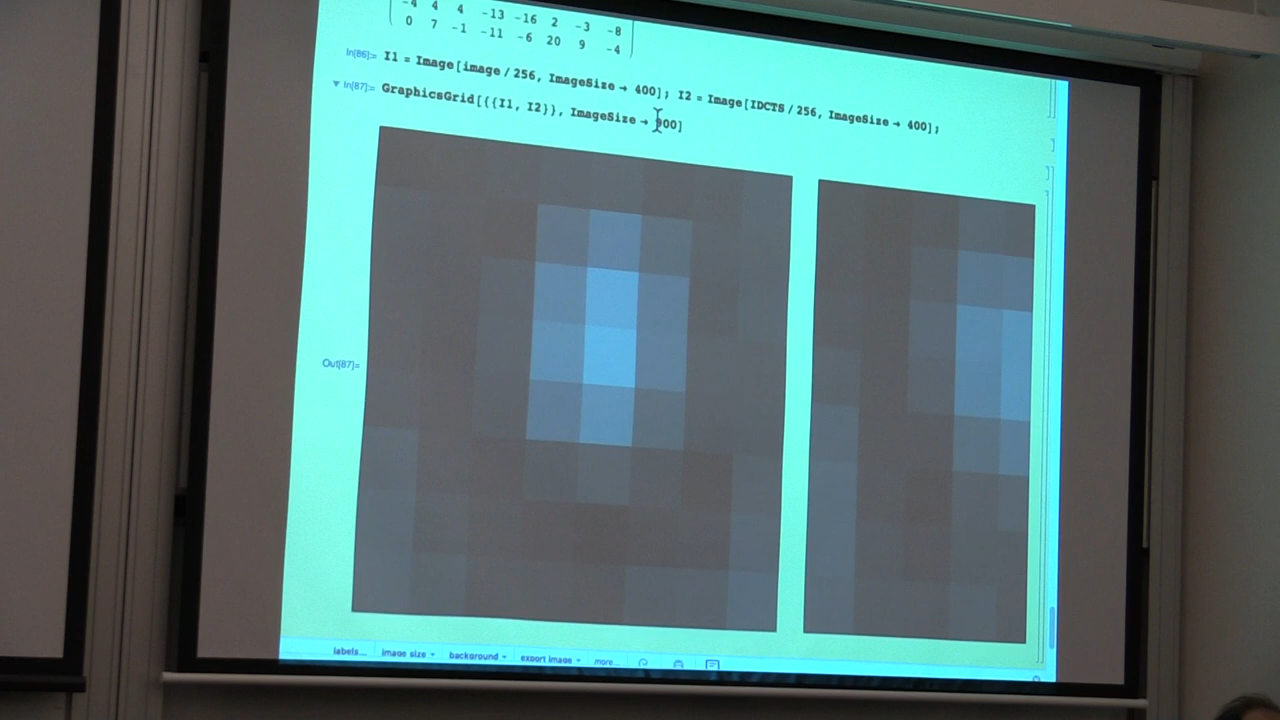 -4 4 4 -13 -16 2 -3 -8
0 7 -1 -11 -6 20 9 -4
In[86]:= I1 = Image[image / 256, ImageSize → 400]; I2 = Image[IDCTS / 256, ImageSize → 400];
In[87]:= GraphicsGrid[{{I1, I2}}, ImageSize → 900]
Out[87]=
labels... image size background export image more...